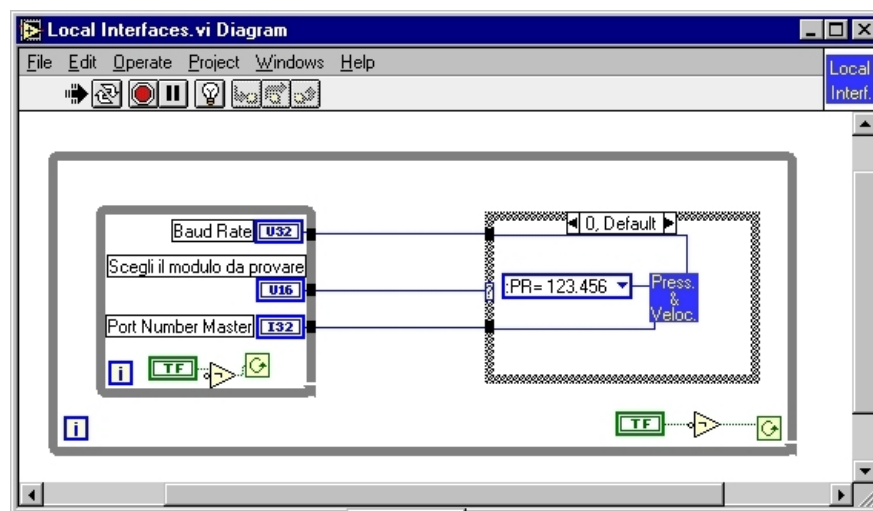 Local Interfaces.vi Diagram
File Edit Operate Project Windows Help
Local
Interf.
0, Default
Baud Rate U32
Scegli il modulo da provare
U16
:PR= 123.456
Press.
&
Veloc.
?
Port Number Master I32
i
TF
i
TF